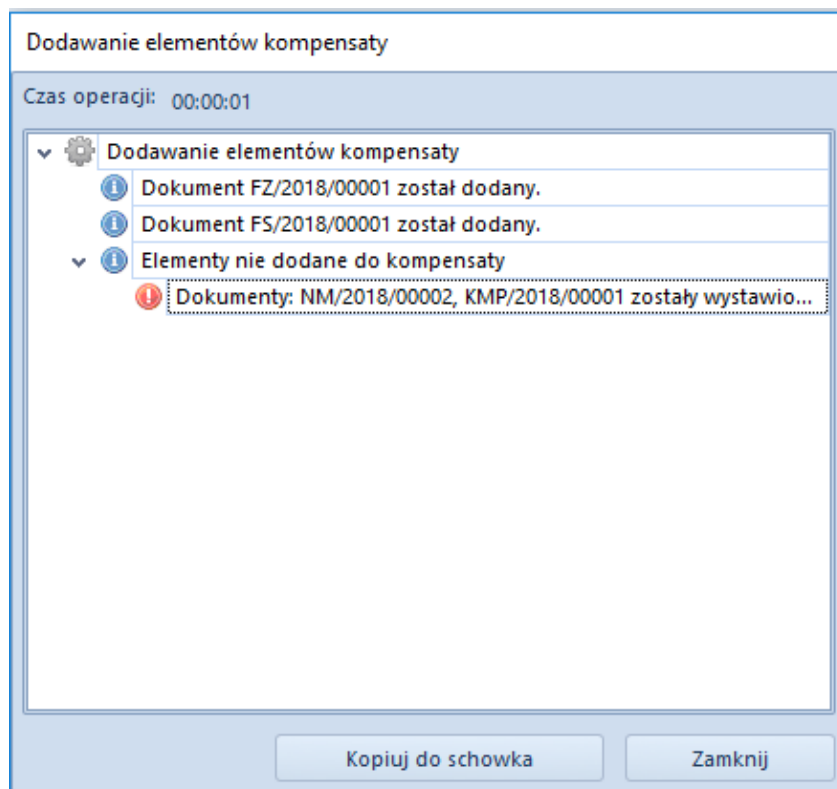 Dodawanie elementów kompensaty
Czas operacji: 00:00:01
Dodawanie elementów kompensaty
Dokument FZ/2018/00001 został dodany.
Dokument FS/2018/00001 został dodany.
Elementy nie dodane do kompensaty
Dokumenty: NM/2018/00002, KMP/2018/00001 zostały wystawio...
Kopiuj do schowka
Zamknij